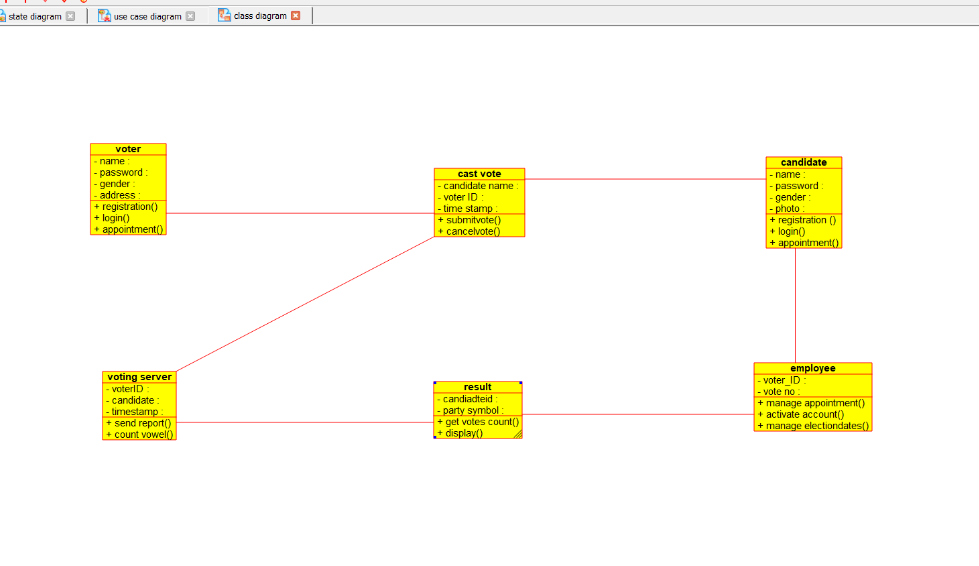 state diagram
use case diagram
class diagram
voter
- name :
- password :
- gender :
- address :
+ registration()
+ login()
+ appointment()
cast vote
- candidate name :
- voter ID :
- time stamp :
+ submitvote()
+ cancelvote()
candidate
- name :
- password :
- gender :
- photo :
+ registration ()
+ login()
+ appointment()
voting server
- voterID :
- candidate :
- timestamp :
+ send report()
+ count vowel()
result
- candiadteid :
- party symbol :
+ get votes count()
+ display()
employee
- voter_ID :
- vote no :
+ manage appointment()
+ activate account()
+ manage electiondates()